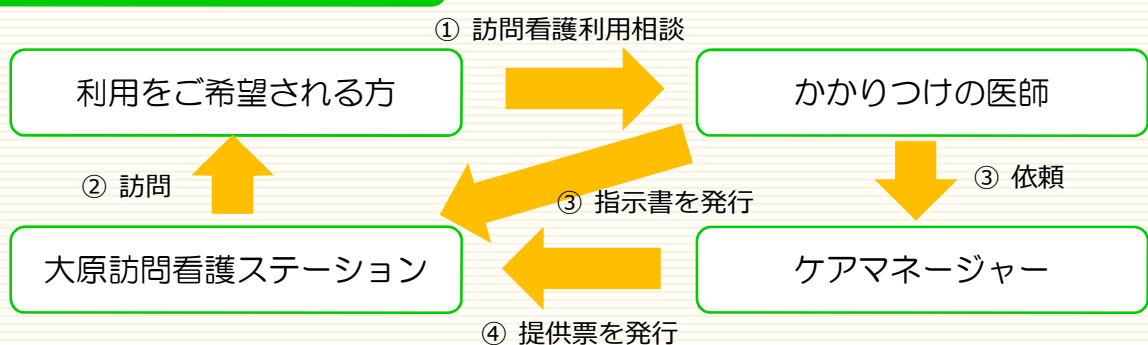 ① 訪問看護利用相談
利用をご希望される方
かかりつけの医師
② 訪問
③ 依頼
③ 指示書を発行
大原訪問看護ステーション
ケアマネージャー
④ 提供票を発行